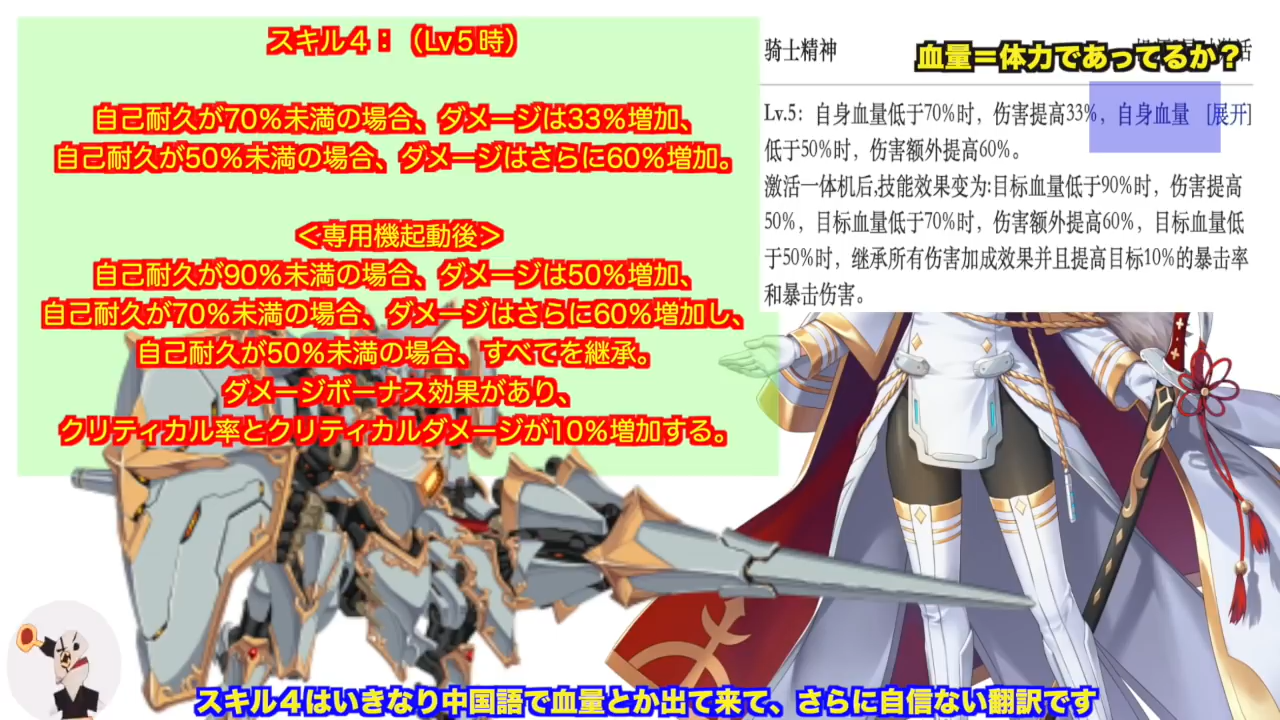 スキル4：（Lv5時）
自己耐久が70%未満の場合、ダメージは33%増加、
自己耐久が50%未満の場合、ダメージはさらに60%増加。
＜専用機起動後＞
自己耐久が90%未満の場合、ダメージは50%増加、
自己耐久が70%未満の場合、ダメージはさらに60%増加し、
自己耐久が50%未満の場合、すべてを継承。
ダメージボーナス効果があり、
クリティカル率とクリティカルダメージが10%増加する。
骑士精神
血量＝体力であってるか？
Lv.5：自身血量低于70%时，伤害提高33%，自身血量 [展开]
低于50%时，伤害额外提高60%。
激活一体机后,技能效果变为:目标血量低于90%时，伤害提高
50%，目标血量低于70%时，伤害额外提高60%，目标血量低
于50%时，继承所有伤害加成效果并且提高目标10%的暴击率
和暴击伤害。
スキル4はいきなり中国語で血量とか出て来て、さらに自信ない翻訳です